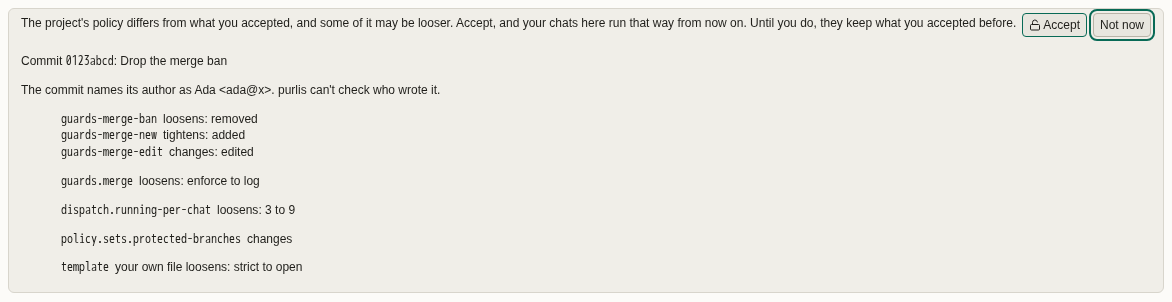 The project's policy differs from what you accepted, and some of it may be looser. Accept, and your chats here run that way from now on. Until you do, they keep what you accepted before. Accept Not now
Commit 0123abcd: Drop the merge ban
The commit names its author as Ada <ada@x>. purlis can't check who wrote it.
guards-merge-ban loosens: removed
guards-merge-new tightens: added
guards-merge-edit changes: edited
guards.merge loosens: enforce to log
dispatch.running-per-chat loosens: 3 to 9
policy.sets.protected-branches changes
template your own file loosens: strict to open